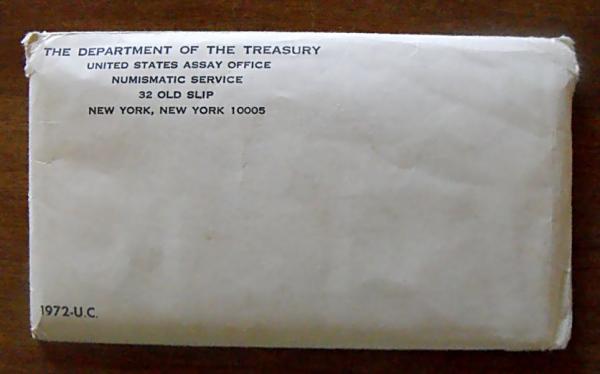 THE DEPARTMENT OF THE TREASURY
UNITED STATES ASSAY OFFICE
NUMISMATIC SERVICE
32 OLD SLIP
NEW YORK, NEW YORK 10005
1972-U.C.